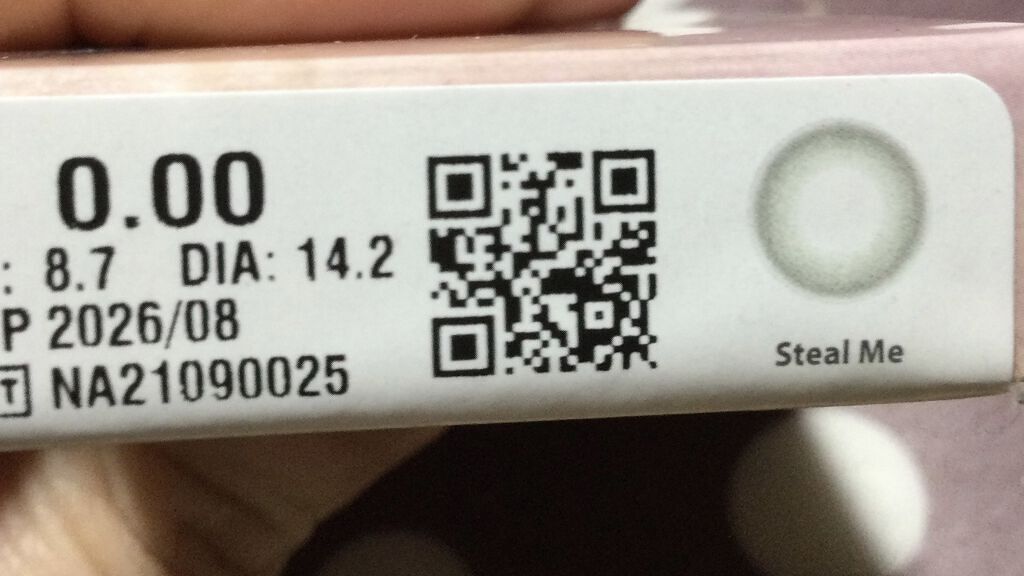 0.00
: 8.7 DIA: 14.2
P 2026/08
T NA21090025
Steal Me